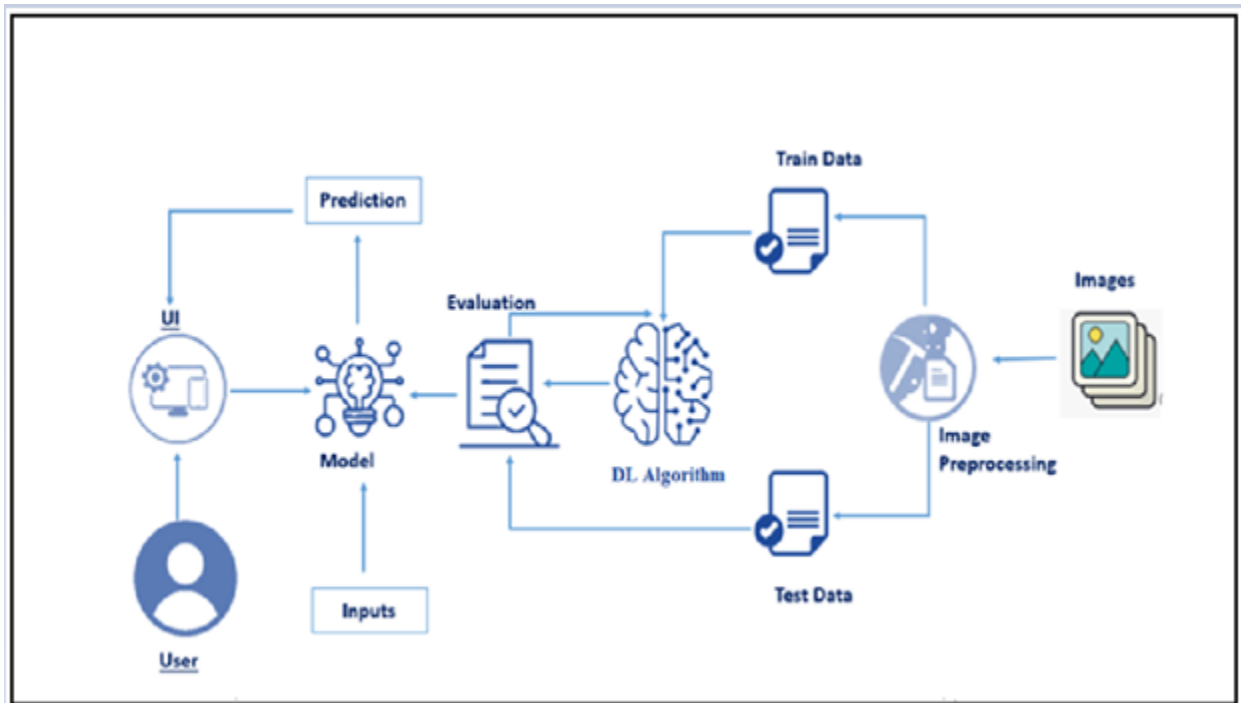 Train Data
Prediction
Images
Evaluation
UI
Model
Image
Preprocessing
DL Algorithm
Test Data
Inputs
User